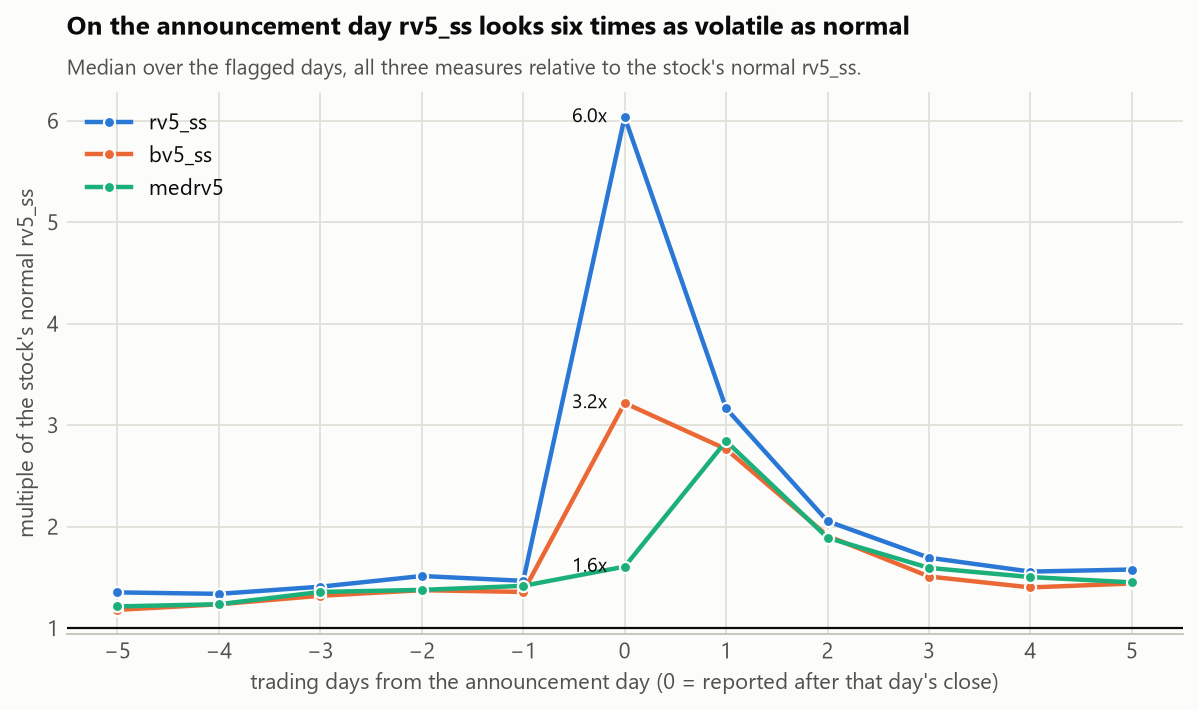 On the announcement day rv5_ss looks six times as volatile as normal
Median over the flagged days, all three measures relative to the stock's normal rv5_ss.
multiple of the stock's normal rv5_ss
6
5
4
3
2
1
rv5_ss
bv5_ss
medrv5
6.0x
3.2x
1.6x
−5 −4 −3 −2 −1 0 1 2 3 4 5
trading days from the announcement day (0 = reported after that day's close)